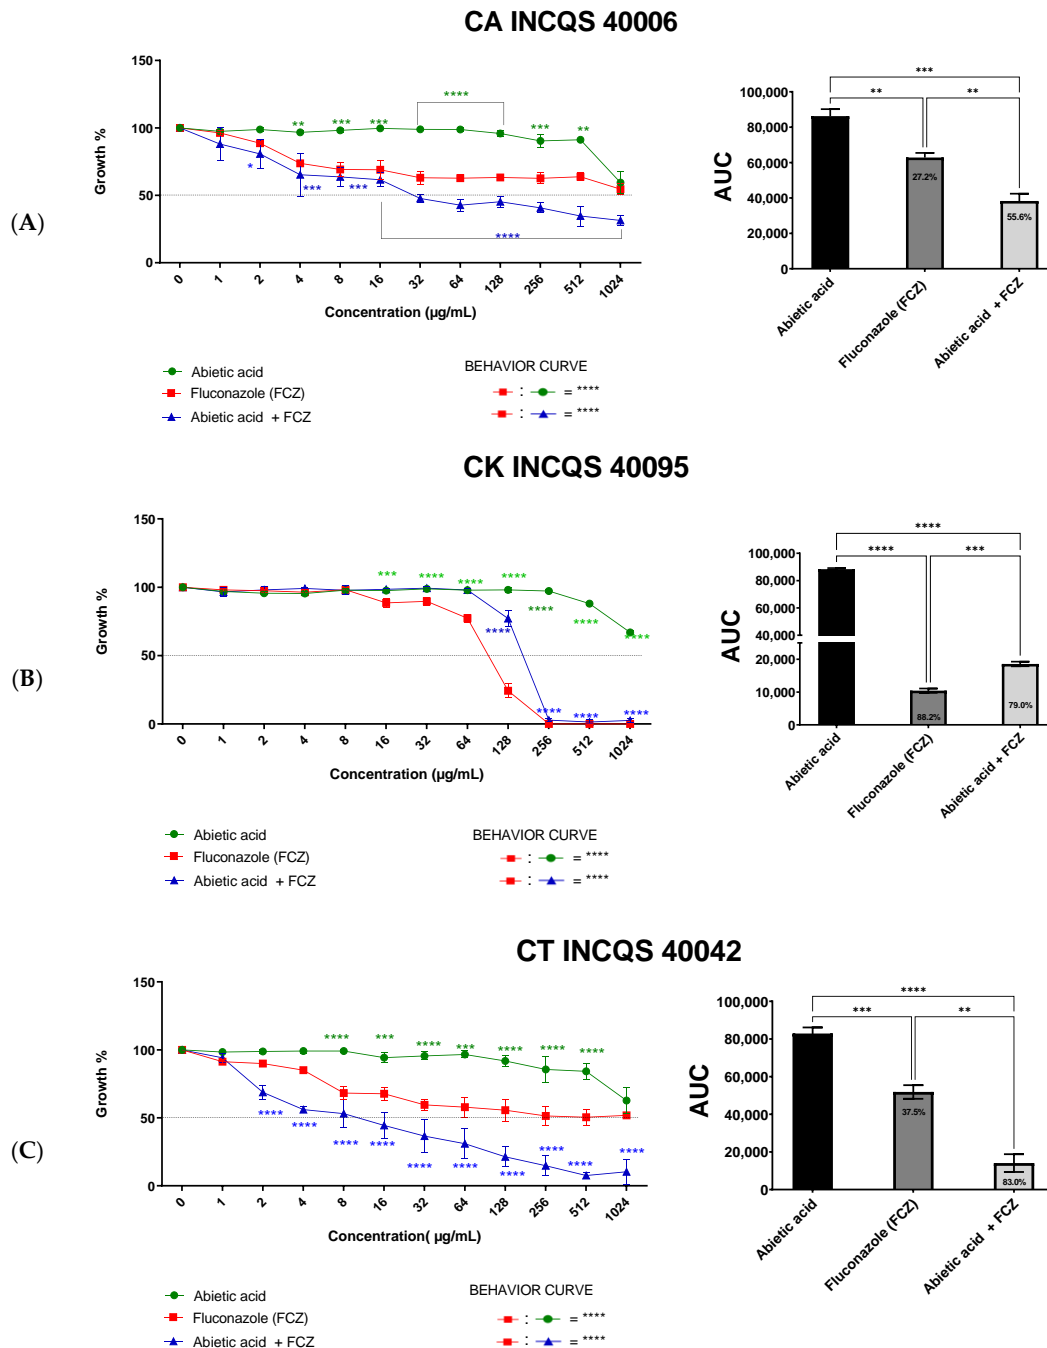 CA INCQS 40006
(A)
Growth %
150
100
50
0
** *** *** **** *** **
* *** *** ****
0 1 2 4 8 16 32 64 128 256 512 1024
Concentration (µg/mL)
Abietic acid
Fluconazole (FCZ)
Abietic acid + FCZ
BEHAVIOR CURVE
: = ****
: = ****
AUC
100,000
80,000
60,000
40,000
20,000
0
***
** **
27.2%
55.6%
Abietic acid
Fluconazole (FCZ)
Abietic acid + FCZ
CK INCQS 40095
(B)
Growth %
150
100
50
0
*** **** **** **** **** **** ****
**** **** **** ****
0 1 2 4 8 16 32 64 128 256 512 1024
Concentration (µg/mL)
Abietic acid
Fluconazole (FCZ)
Abietic acid + FCZ
BEHAVIOR CURVE
: = ****
: = ****
AUC
100,000
80,000
60,000
40,000
20,000
10,000
0
****
**** ***
88.2%
79.0%
Abietic acid
Fluconazole (FCZ)
Abietic acid + FCZ
CT INCQS 40042
(C)
Growth %
150
100
50
0
**** *** **** *** **** **** ****
**** **** **** **** **** **** **** **** **** ****
0 1 2 4 8 16 32 64 128 256 512 1024
Concentration( µg/mL)
Abietic acid
Fluconazole (FCZ)
Abietic acid + FCZ
BEHAVIOR CURVE
: = ****
: = ****
AUC
100,000
80,000
60,000
40,000
20,000
0
****
*** **
37.5%
83.0%
Abietic acid
Fluconazole (FCZ)
Abietic acid + FCZ